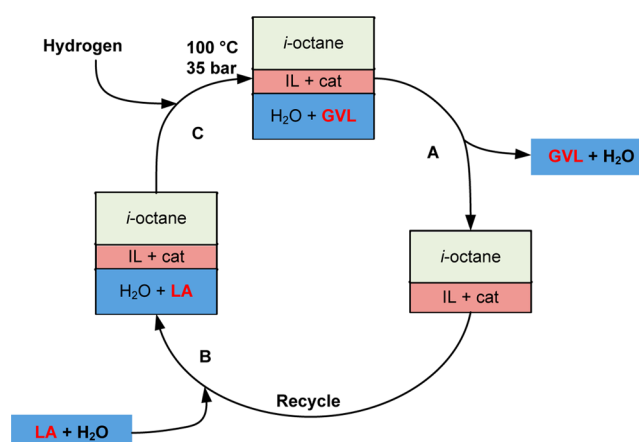 Hydrogen
100 °C
35 bar
i-octane
IL + cat
H₂O + GVL
C
A
GVL + H₂O
i-octane
IL + cat
H₂O + LA
i-octane
IL + cat
B
Recycle
LA + H₂O